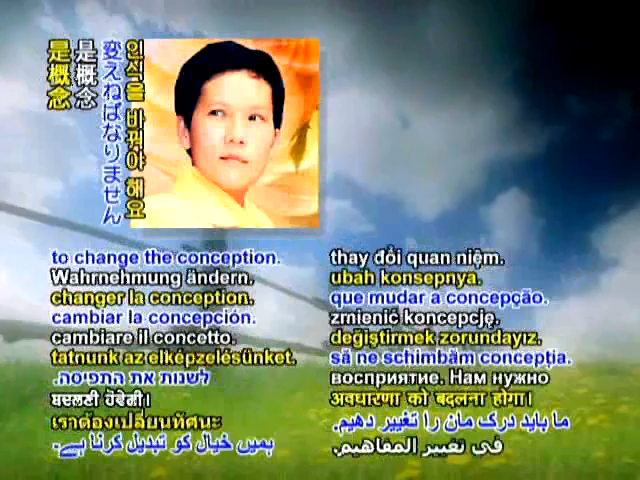 是概念
是概念
変えねばなりません
인식을 바꿔야 해요
to change the conception.
Wahrnehmung ändern.
changer la conception.
cambiar la concepción.
cambiare il concetto.
tatnunk az elképzelésünket.
לשנות את התפיסה.
ਬਦਲਣੀ ਹੋਵੇਗੀ।
เราต้องเปลี่ยนทัศนะ
ہمیں خیال کو تبدیل کرنا ہے۔
thay đổi quan niệm.
ubah konsepnya.
que mudar a concepção.
zmienić koncepcję.
değiştirmek zorundayız.
să ne schimbăm concepția.
восприятие. Нам нужно
अवधारणा को बदलना होगा।
ما باید درک مان را تغییر دهیم.
في تغيير المفاهيم.